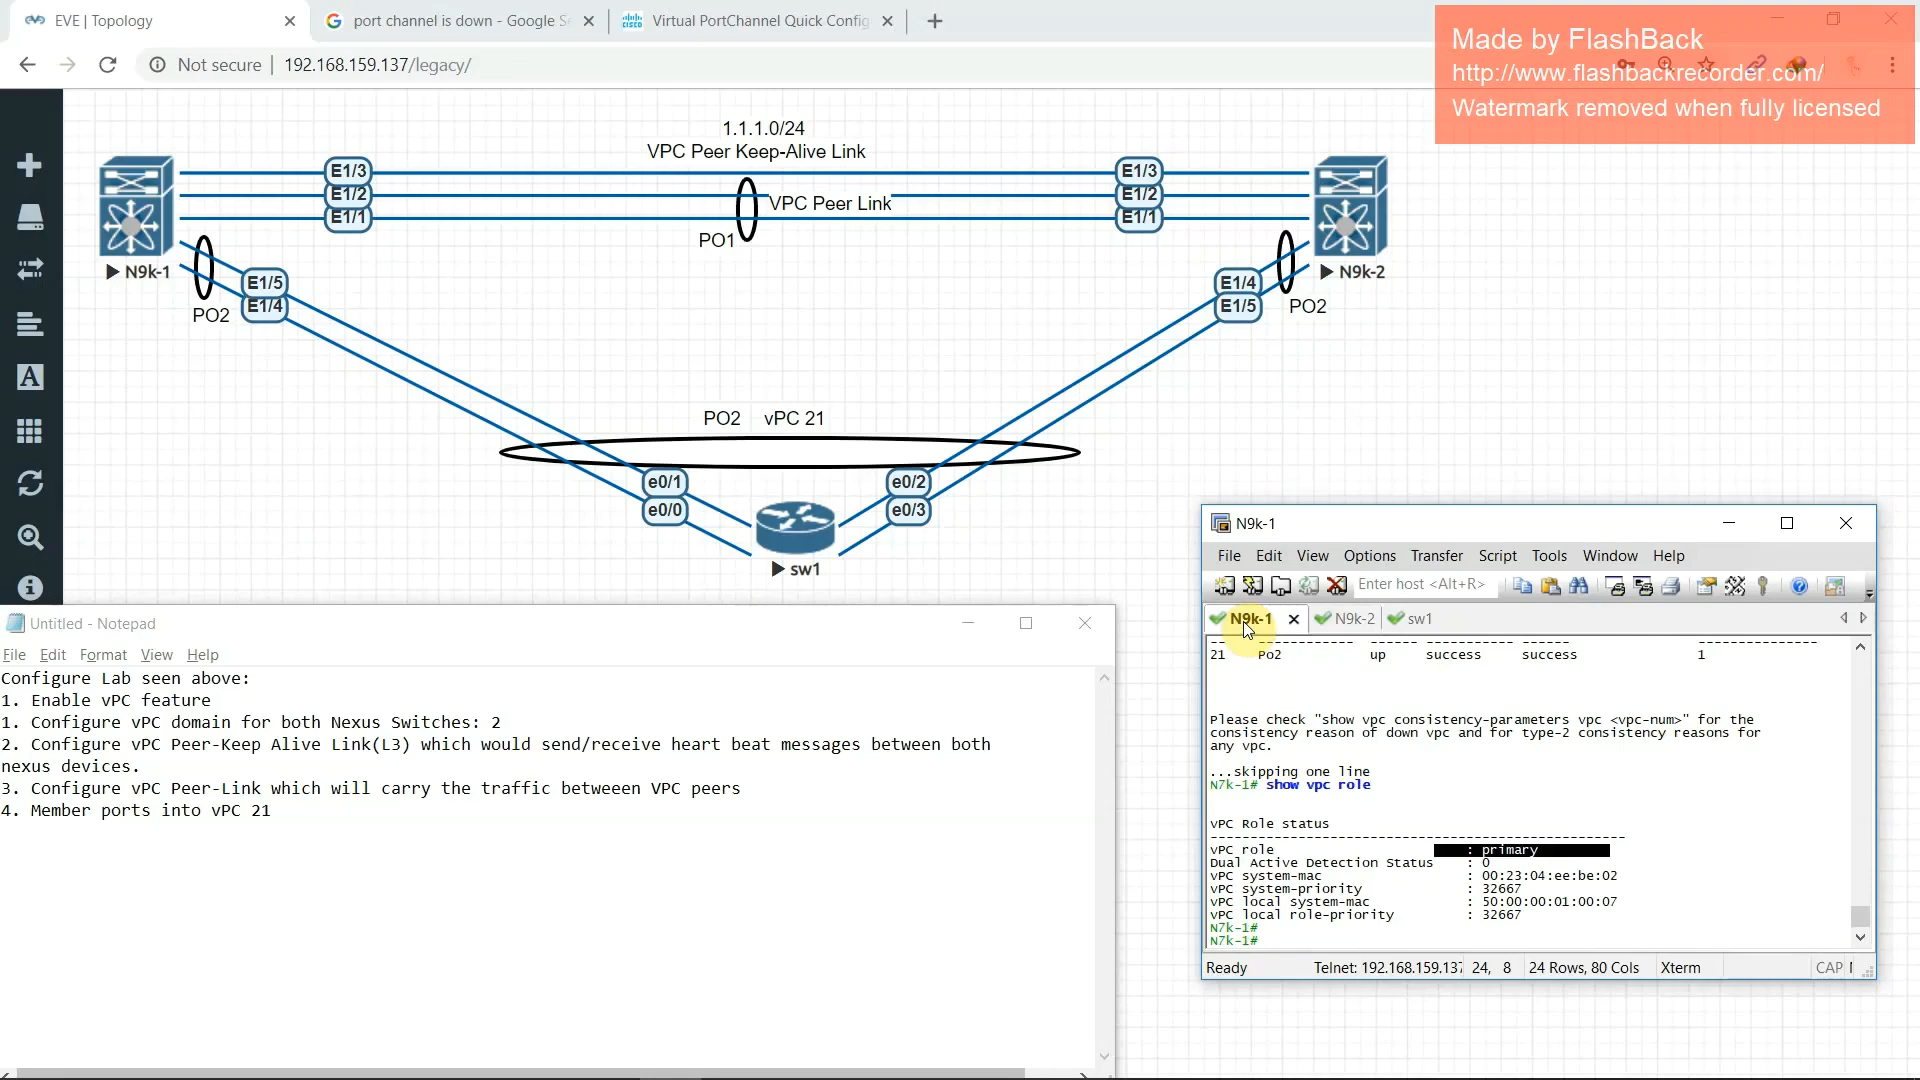 EVE | Topology
port channel is down - Google Se
Virtual PortChannel Quick Config
Not secure | 192.168.159.137/legacy/
Made by FlashBack
http://www.flashbackrecorder.com/
Watermark removed when fully licensed
1.1.1.0/24
VPC Peer Keep-Alive Link
E1/3
E1/3
E1/2
E1/2
VPC Peer Link
E1/1
E1/1
PO1
N9k-1
N9k-2
E1/5
E1/4
PO2
E1/4
E1/5
PO2
PO2 vPC 21
e0/1
e0/2
e0/0
e0/3
sw1
Untitled - Notepad
File Edit Format View Help
Configure Lab seen above:
1. Enable vPC feature
1. Configure vPC domain for both Nexus Switches: 2
2. Configure vPC Peer-Keep Alive Link(L3) which would send/receive heart beat messages between both
nexus devices.
3. Configure vPC Peer-Link which will carry the traffic betweeen VPC peers
4. Member ports into vPC 21
N9k-1
File Edit View Options Transfer Script Tools Window Help
Enter host <Alt+R>
N9k-1 N9k-2 sw1
-- ----------- ------ ----------- ------ ---------------
21 Po2 up success success 1
Please check "show vpc consistency-parameters vpc <vpc-num>" for the
consistency reason of down vpc and for type-2 consistency reasons for
any vpc.
...skipping one line
N7k-1# show vpc role
vPC Role status
----------------------------------------------------
vPC role : primary
Dual Active Detection Status : 0
vPC system-mac : 00:23:04:ee:be:02
vPC system-priority : 32667
vPC local system-mac : 50:00:00:01:00:07
vPC local role-priority : 32667
N7k-1#
N7k-1#
Ready Telnet: 192.168.159.137 24, 8 24 Rows, 80 Cols Xterm CAP